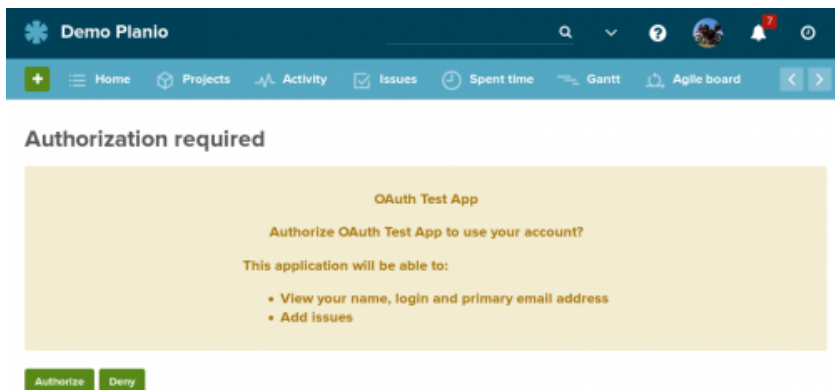 Demo Planio
7
+ Home Projects Activity Issues Spent time Gantt Agile board
Authorization required
OAuth Test App
Authorize OAuth Test App to use your account?
This application will be able to:
• View your name, login and primary email address
• Add issues
Authorize Deny